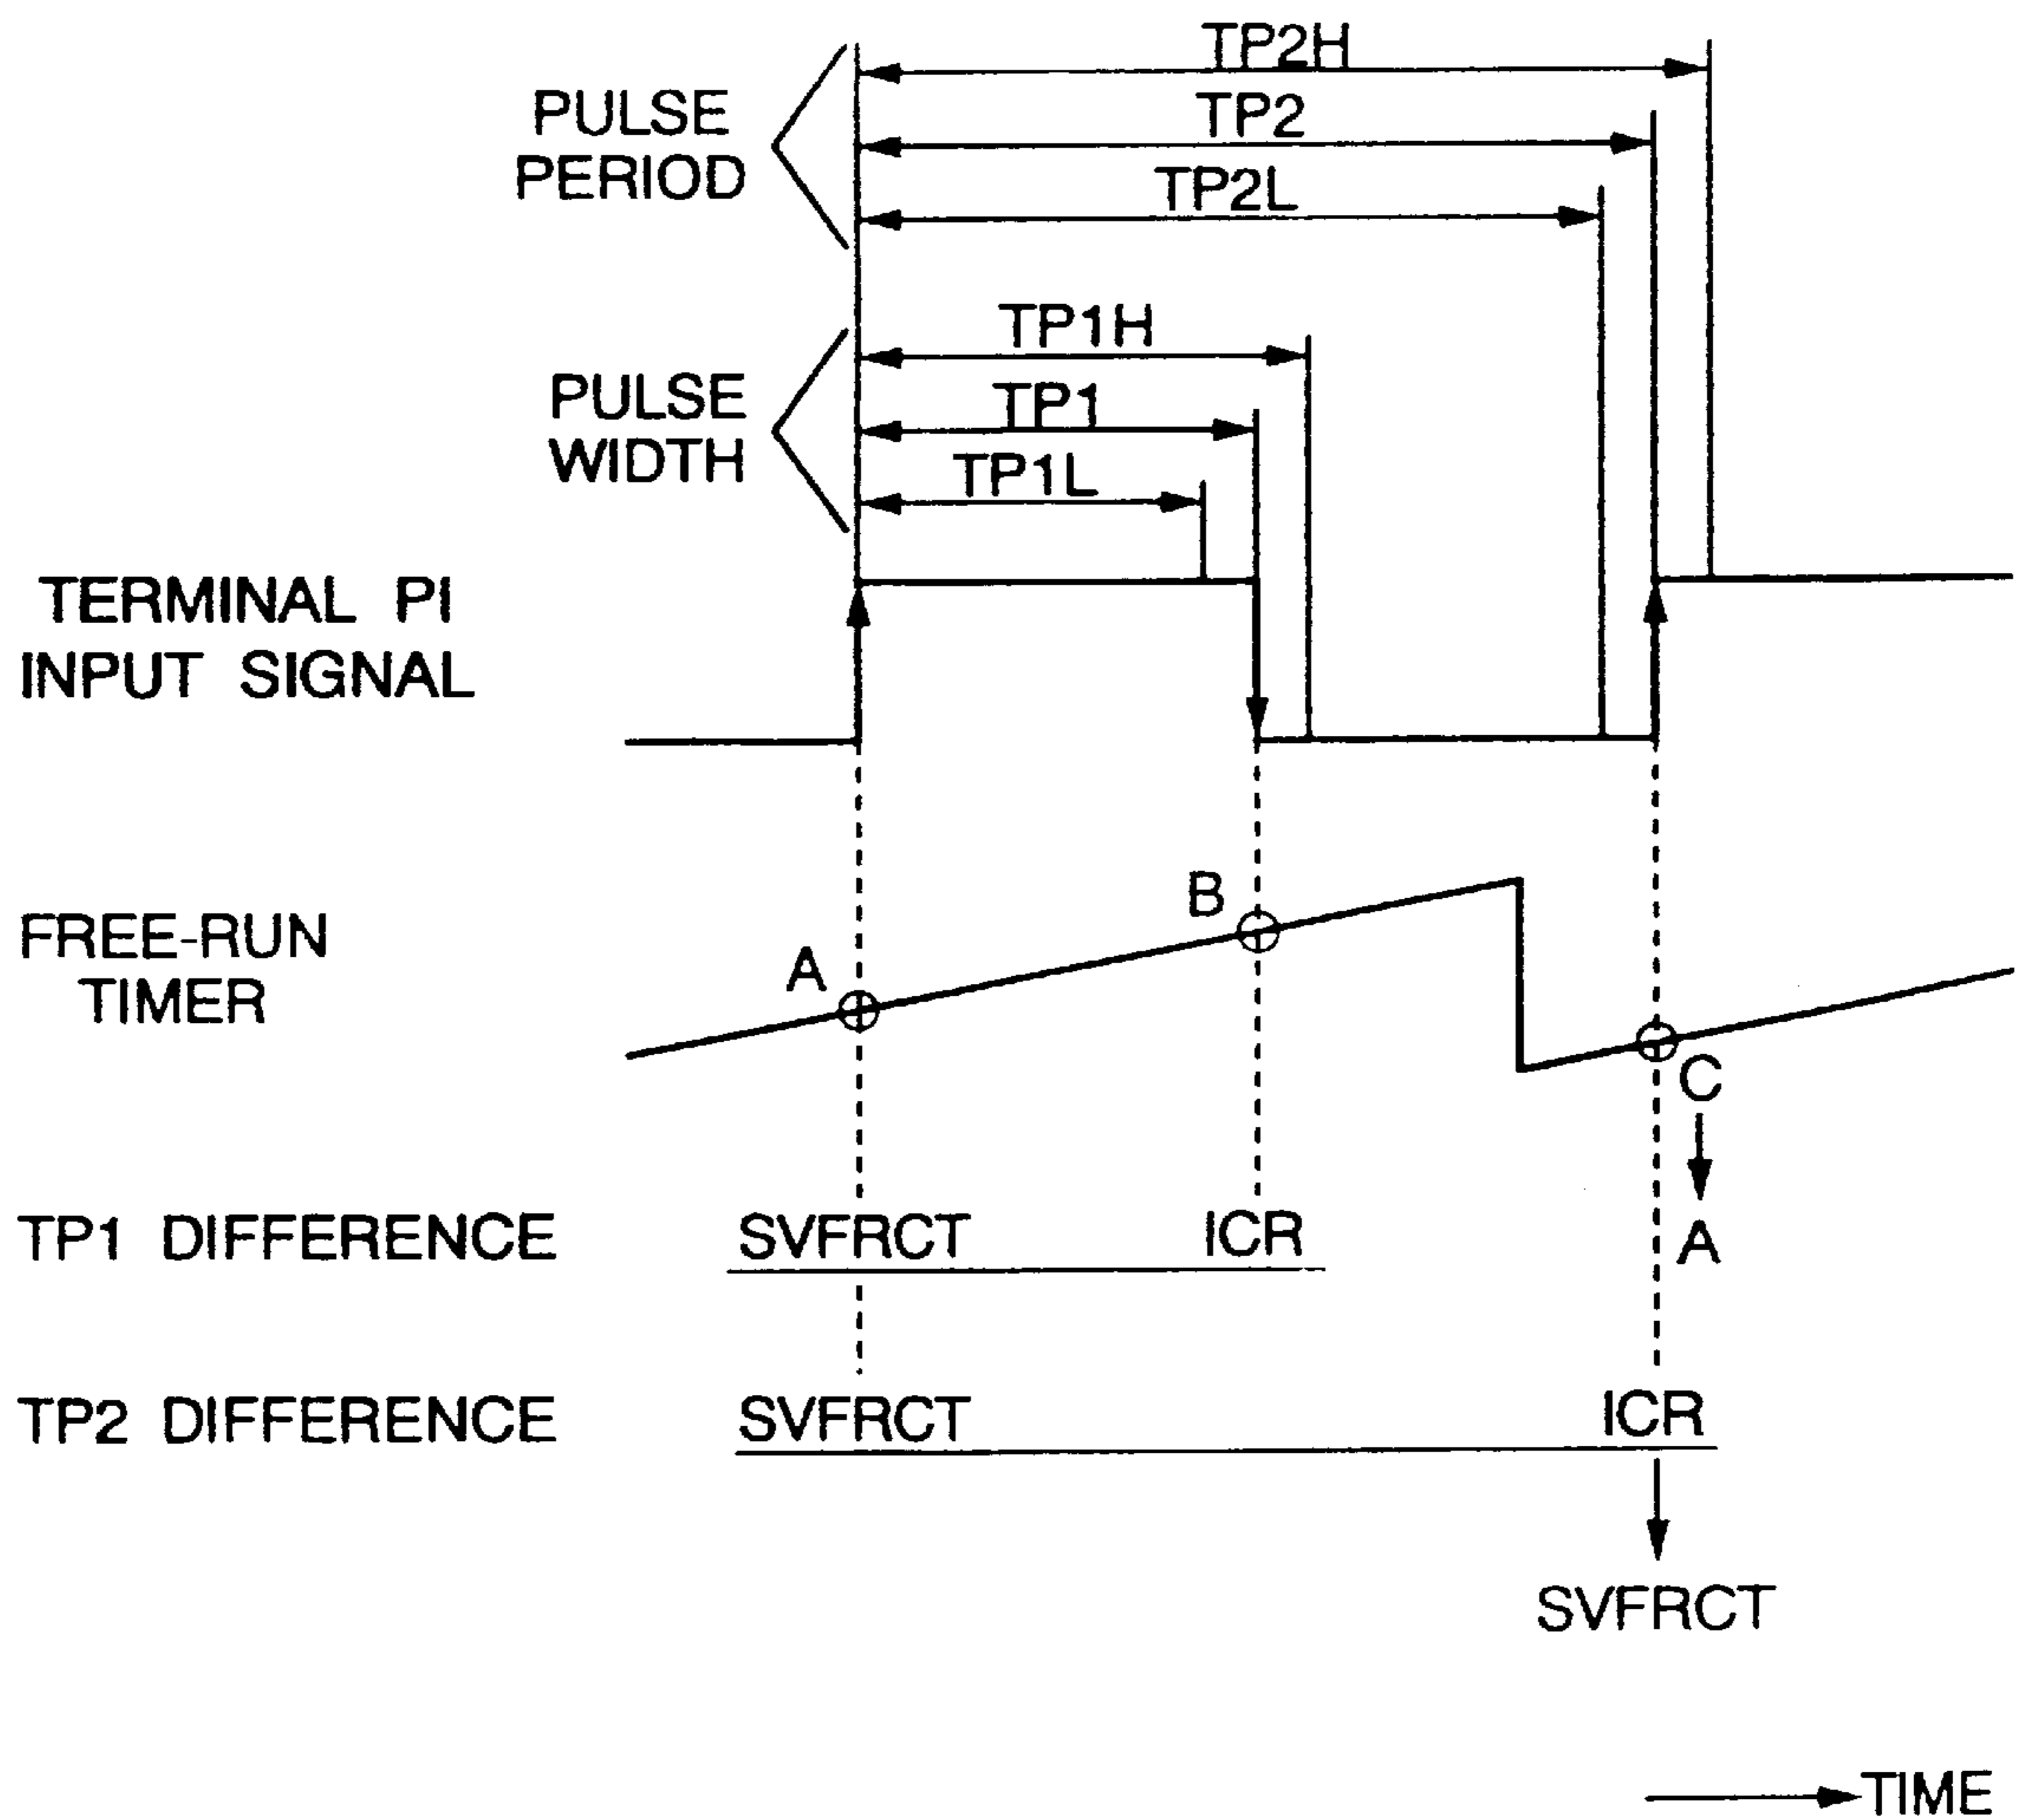 TP2H
TP2
TP2L
PULSE
PERIOD
TP1H
TP1
TP1L
PULSE
WIDTH
TERMINAL PI
INPUT SIGNAL
FREE-RUN
TIMER
A
B
C
A
TP1 DIFFERENCE
SVFRCT
ICR
TP2 DIFFERENCE
SVFRCT
ICR
SVFRCT
TIME